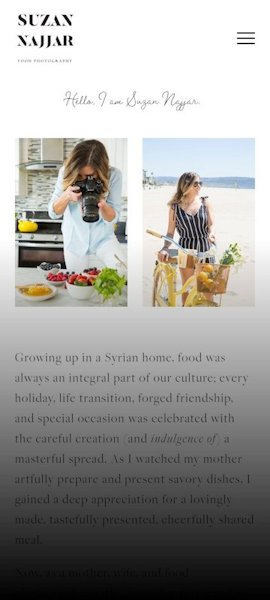 SUZAN
NAJJAR
FOOD PHOTOGRAPHY
Hello, I am Suzan Najjar.
Growing up in a Syrian home, food was
always an integral part of our culture; every
holiday, life transition, forged friendship,
and special occasion was celebrated with
the careful creation (and indulgence of) a
masterful spread. As I watched my mother
artfully prepare and present savory dishes, I
gained a deep appreciation for a lovingly
made, tastefully presented, cheerfully shared
meal.
Now, as a mother, wife, and food